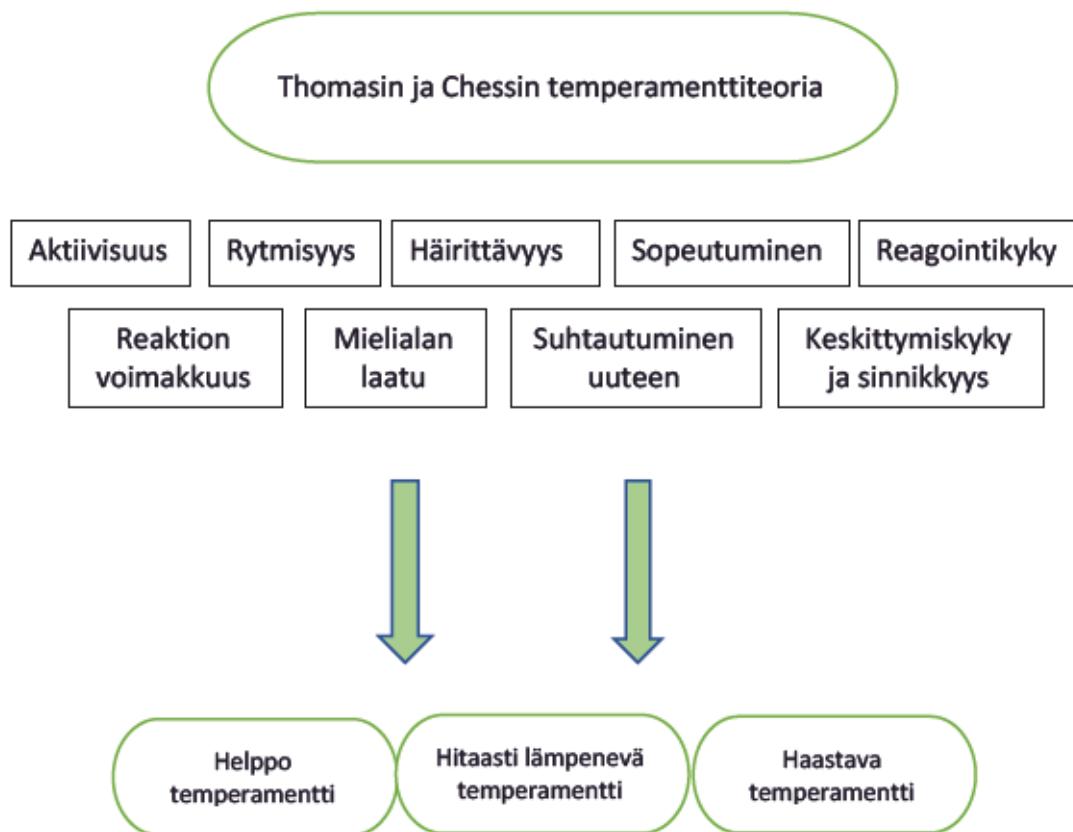 Thomasin ja Chessin temperamenttiteoria
Aktiivisuus
Rytmisyys
Häirittävyys
Sopeutuminen
Reagointikyky
Reaktion
voimakkuus
Mielialan
laatu
Suhtautuminen
uuteen
Keskittymiskyky
ja sinnikkyys
Helppo
temperamentti
Hitaasti lämpenevä
temperamentti
Haastava
temperamentti